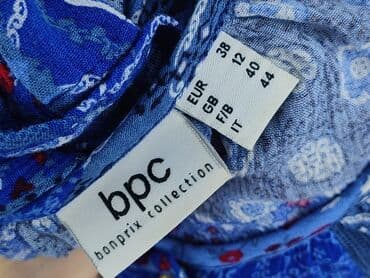 EUR 38
GB 12
F/B 40
IT 44
bpc
bonprix collection